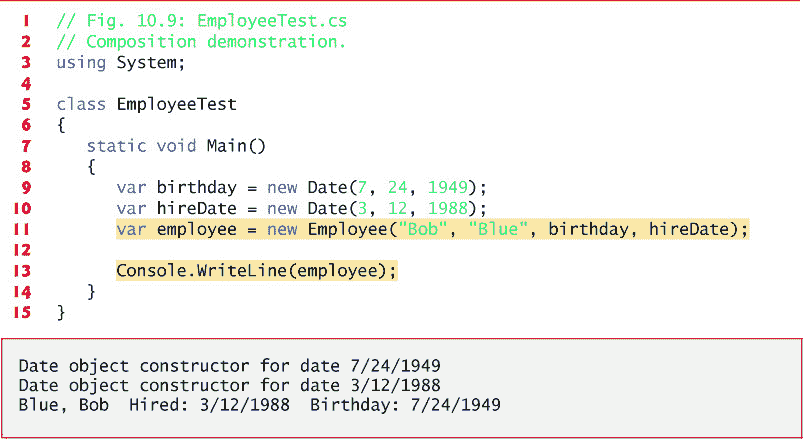 1 // Fig. 10.9: EmployeeTest.cs
2 // Composition demonstration.
3 using System;
4
5 class EmployeeTest
6 {
7 static void Main()
8 {
9 var birthday = new Date(7, 24, 1949);
10 var hireDate = new Date(3, 12, 1988);
11 var employee = new Employee("Bob", "Blue", birthday, hireDate);
12
13 Console.WriteLine(employee);
14 }
15 }
Date object constructor for date 7/24/1949
Date object constructor for date 3/12/1988
Blue, Bob  Hired: 3/12/1988  Birthday: 7/24/1949